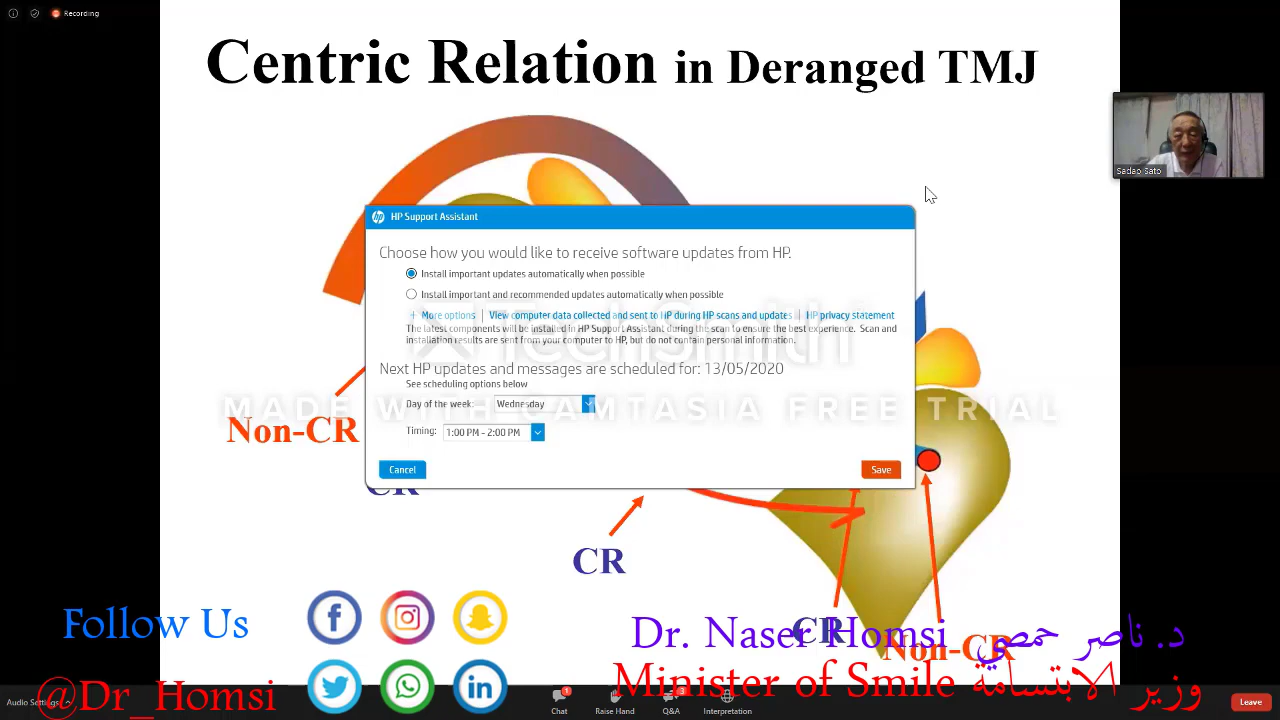 Recording
Centric Relation in Deranged TMJ
Sadao Sato
HP Support Assistant
Choose how you would like to receive software updates from HP.
Install important updates automatically when possible
Install important and recommended updates automatically when possible
+ More options | View computer data collected and sent to HP during HP scans and updates | HP privacy statement
The latest components will be installed in HP Support Assistant during the scan to ensure the best experience. Scan and
installation results are sent from your computer to HP, but do not contain personal information.
TechSmith
Next HP updates and messages are scheduled for: 13/05/2020
See scheduling options below
Day of the week: Wednesday
MADE WITH CAMTASIA FREE TRIAL
Timing: 1:00 PM - 2:00 PM
Cancel
Save
Non-CR
CR
CR
CR
Non-CR
Follow Us
@Dr_Homsi
Dr. Naser Homsi د. ناصر حمصي
Minister of Smile وزير الابتسامة
Audio Settings
Chat 1
Raise Hand
Q&A 3
Interpretation
Leave